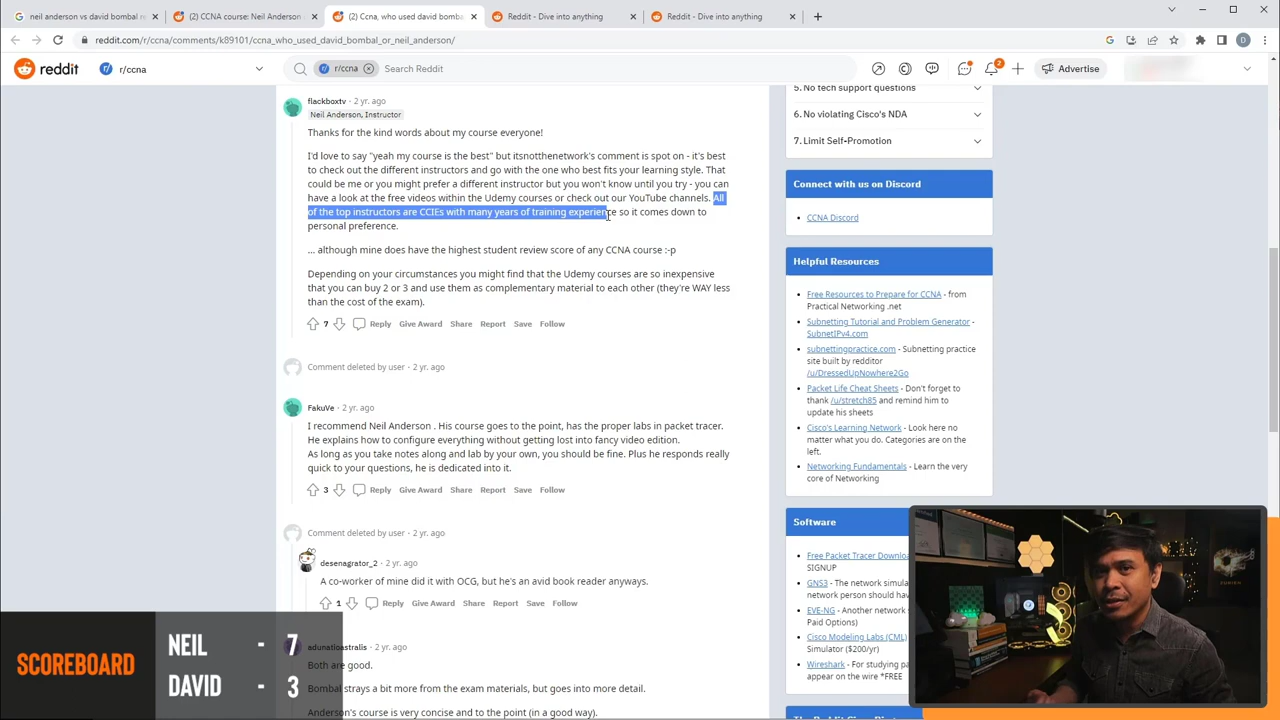 neil anderson vs david bombal re
(2) CCNA course: Neil Anderson
(2) Ccna, who used david bomba
Reddit - Dive into anything
Reddit - Dive into anything
reddit.com/r/ccna/comments/k89101/ccna_who_used_david_bombal_or_neil_anderson/
D
reddit
r/ccna
r/ccna
Search Reddit
2
Advertise
flackboxtv · 2 yr. ago
Neil Anderson, Instructor
Thanks for the kind words about my course everyone!
I'd love to say "yeah my course is the best" but itsnotthenetwork's comment is spot on - it's best
to check out the different instructors and go with the one who best fits your learning style. That
could be me or you might prefer a different instructor but you won't know until you try - you can
have a look at the free videos within the Udemy courses or check out our YouTube channels. All
of the top instructors are CCIEs with many years of training experience so it comes down to
personal preference.
... although mine does have the highest student review score of any CCNA course :-p
Depending on your circumstances you might find that the Udemy courses are so inexpensive
that you can buy 2 or 3 and use them as complementary material to each other (they're WAY less
than the cost of the exam).
7 Reply Give Award Share Report Save Follow
Comment deleted by user · 2 yr. ago
FakuVe · 2 yr. ago
I recommend Neil Anderson . His course goes to the point, has the proper labs in packet tracer.
He explains how to configure everything without getting lost into fancy video edition.
As long as you take notes along and lab by your own, you should be fine. Plus he responds really
quick to your questions, he is dedicated into it.
3 Reply Give Award Share Report Save Follow
Comment deleted by user · 2 yr. ago
desenagrator_2 · 2 yr. ago
A co-worker of mine did it with OCG, but he's an avid book reader anyways.
1 Reply Give Award Share Report Save Follow
adunatioastralis · 2 yr. ago
Both are good.
Bombal strays a bit more from the exam materials, but goes into more detail.
Anderson's course is very concise and to the point (in a good way).
5. No tech support questions
6. No violating Cisco's NDA
7. Limit Self-Promotion
Connect with us on Discord
CCNA Discord
Helpful Resources
Free Resources to Prepare for CCNA - from
Practical Networking .net
Subnetting Tutorial and Problem Generator -
SubnetIPv4.com
subnettingpractice.com - Subnetting practice
site built by redditor
/u/DressedUpNowhere2Go
Packet Life Cheat Sheets - Don't forget to
thank /u/stretch85 and remind him to
update his sheets
Cisco's Learning Network - Look here no
matter what you do. Categories are on the
left.
Networking Fundamentals - Learn the very
core of Networking
Software
Free Packet Tracer Downlo
SIGNUP
GNS3 - The network simula
network person should hav
EVE-NG - Another network
Paid Options)
Cisco Modeling Labs (CML)
Simulator ($200/yr)
Wireshark - For studying pa
appear on the wire *FREE
SCOREBOARD
NEIL - 7
DAVID - 3